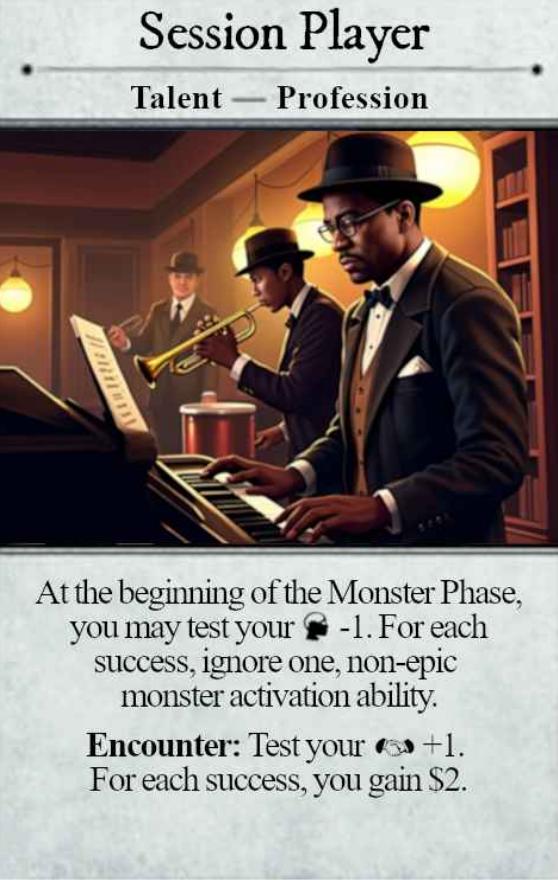 Session Player
Talent — Profession
At the beginning of the Monster Phase,
you may test your -1. For each
success, ignore one, non-epic
monster activation ability.
Encounter: Test your +1.
For each success, you gain $2.